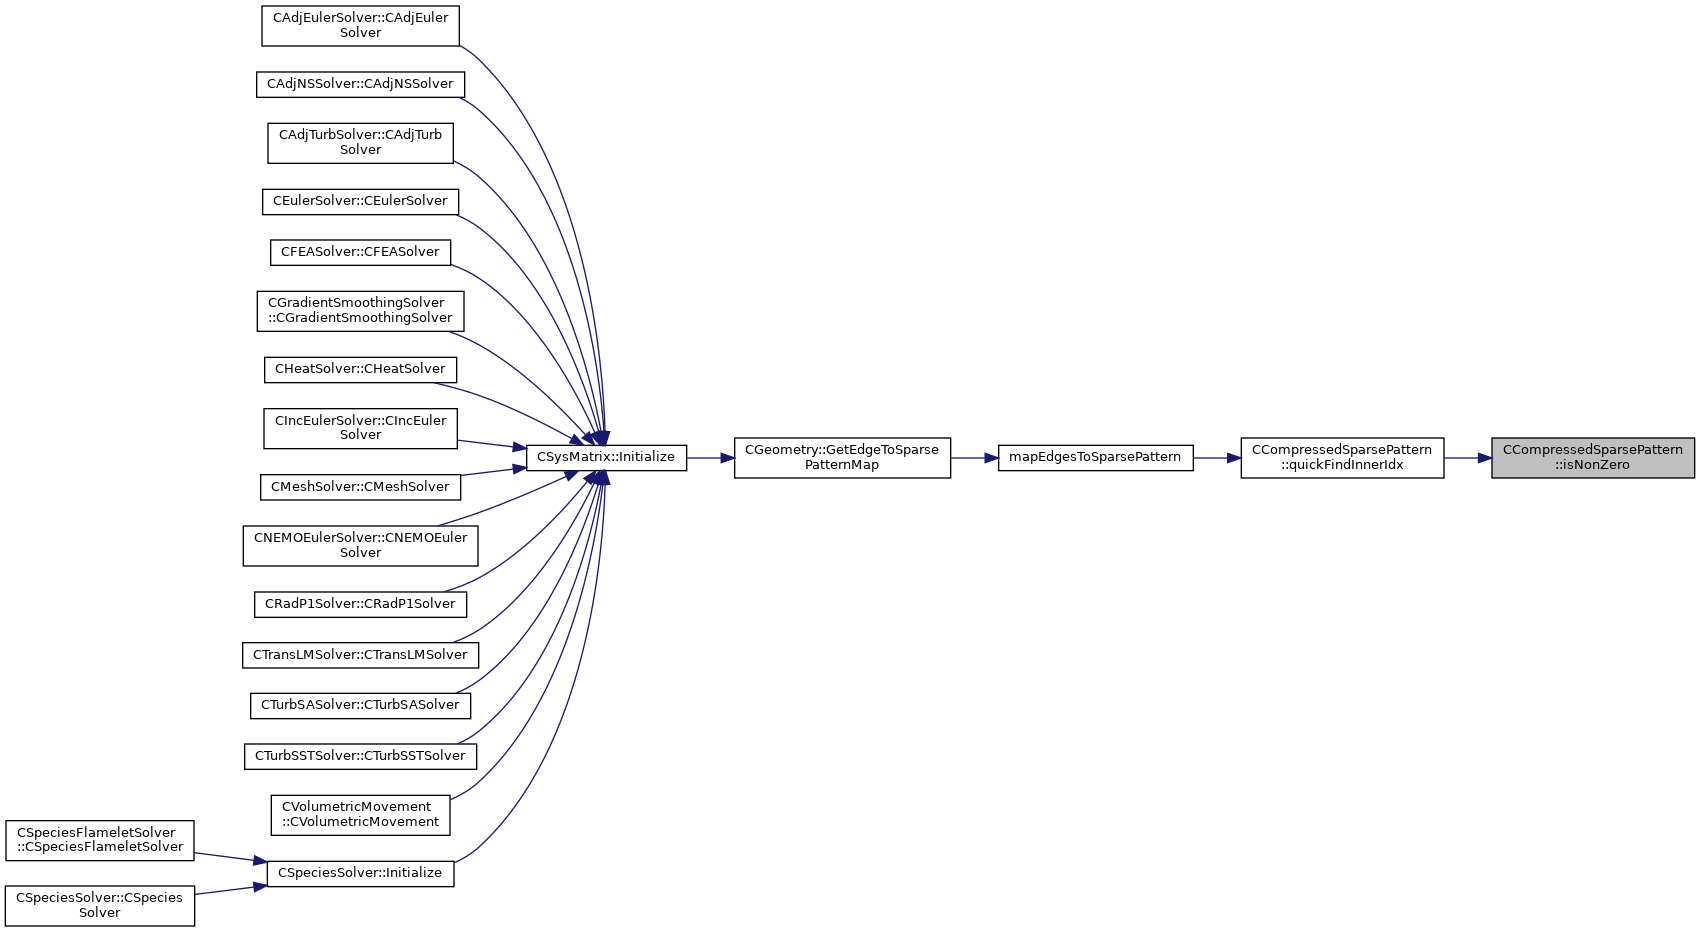 CAdjEulerSolver::CAdjEuler
Solver
CAdjNSSolver::CAdjNSSolver
CAdjTurbSolver::CAdjTurb
Solver
CEulerSolver::CEulerSolver
CFEASolver::CFEASolver
CGradientSmoothingSolver
::CGradientSmoothingSolver
CHeatSolver::CHeatSolver
CIncEulerSolver::CIncEuler
Solver
CMeshSolver::CMeshSolver
CNEMOEulerSolver::CNEMOEuler
Solver
CRadP1Solver::CRadP1Solver
CTransLMSolver::CTransLMSolver
CTurbSASolver::CTurbSASolver
CTurbSSTSolver::CTurbSSTSolver
CVolumetricMovement
::CVolumetricMovement
CSpeciesFlameletSolver
::CSpeciesFlameletSolver
CSpeciesSolver::CSpecies
Solver
CSpeciesSolver::Initialize
CSysMatrix::Initialize
CGeometry::GetEdgeToSparse
PatternMap
mapEdgesToSparsePattern
CCompressedSparsePattern
::quickFindInnerIdx
CCompressedSparsePattern
::isNonZero